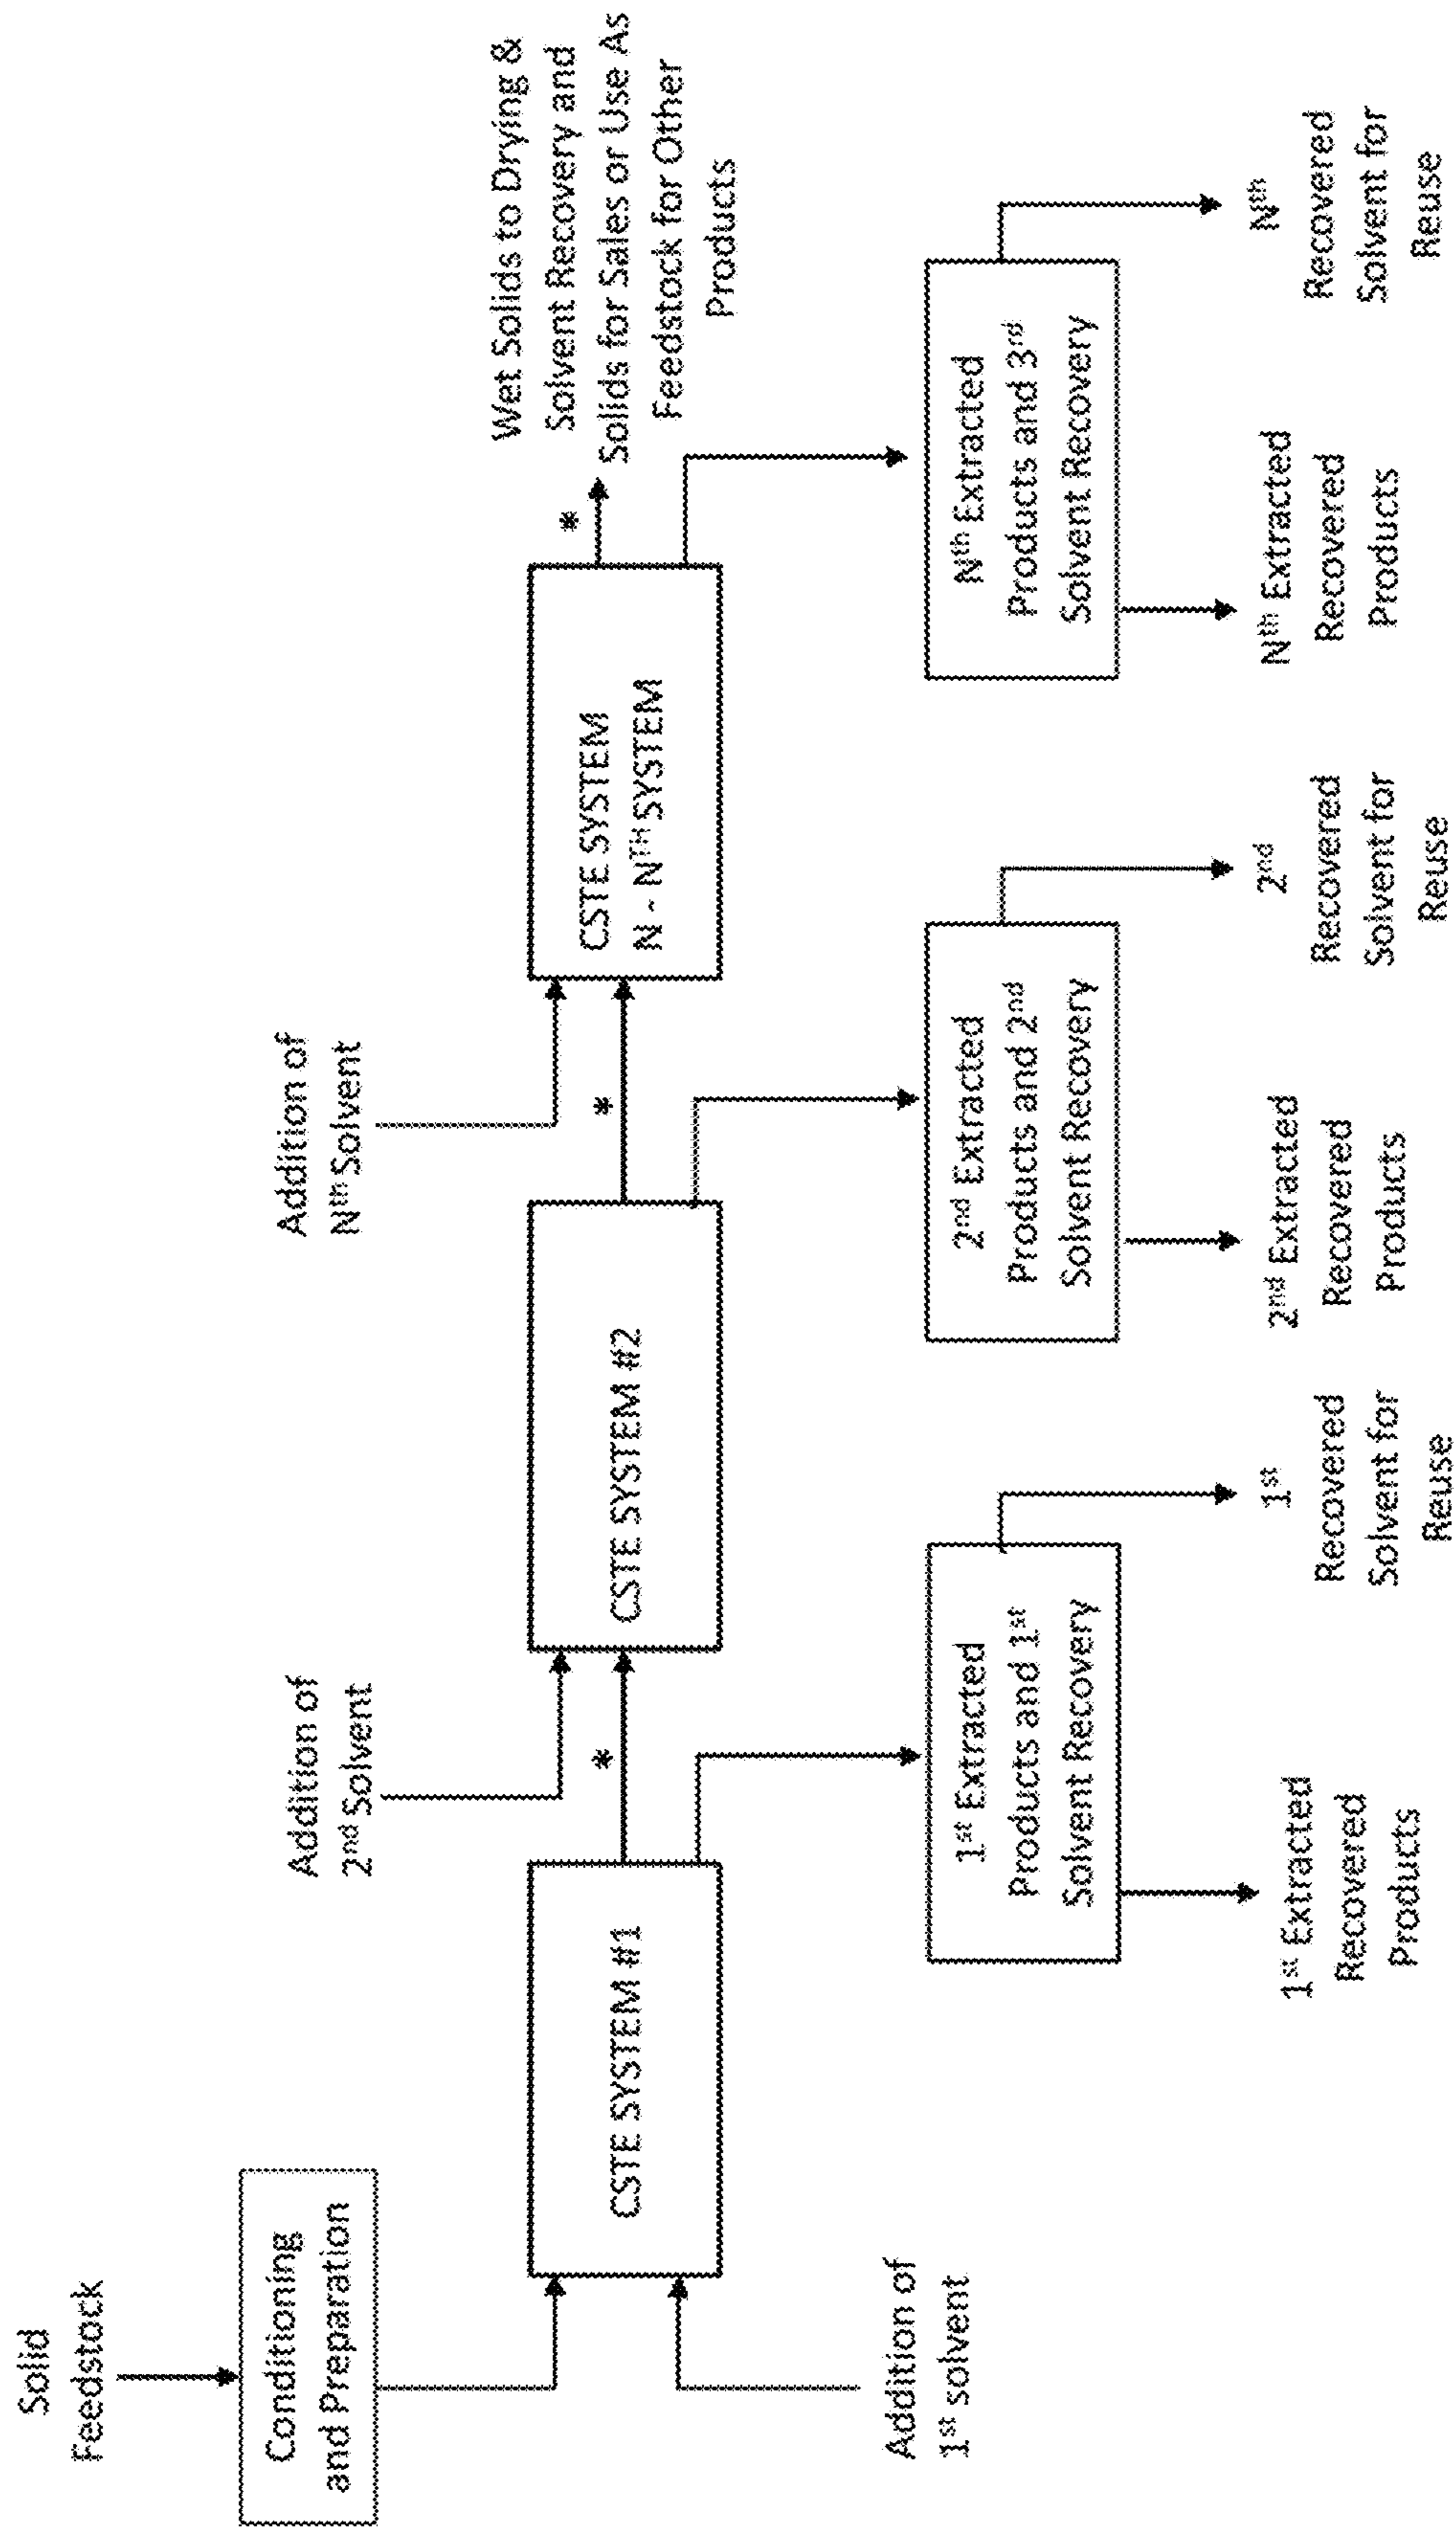 Solid
Feedstock
Conditioning
and Preparation
Addition of
2nd Solvent
Addition of
Nth Solvent
CSTE SYSTEM #1
*
CSTE SYSTEM #2
*
CSTE SYSTEM
N - NTH SYSTEM
*
Wet Solids to Drying &
Solvent Recovery and
Solids for Sales or Use As
Feedstock for Other
Products
Addition of
1st solvent
1st Extracted
Products and 1st
Solvent Recovery
2nd Extracted
Products and 2nd
Solvent Recovery
Nth Extracted
Products and 3rd
Solvent Recovery
1st Extracted
Recovered
Products
1st
Recovered
Solvent for
Reuse
2nd Extracted
Recovered
Products
2nd
Recovered
Solvent for
Reuse
Nth Extracted
Recovered
Products
Nth
Recovered
Solvent for
Reuse